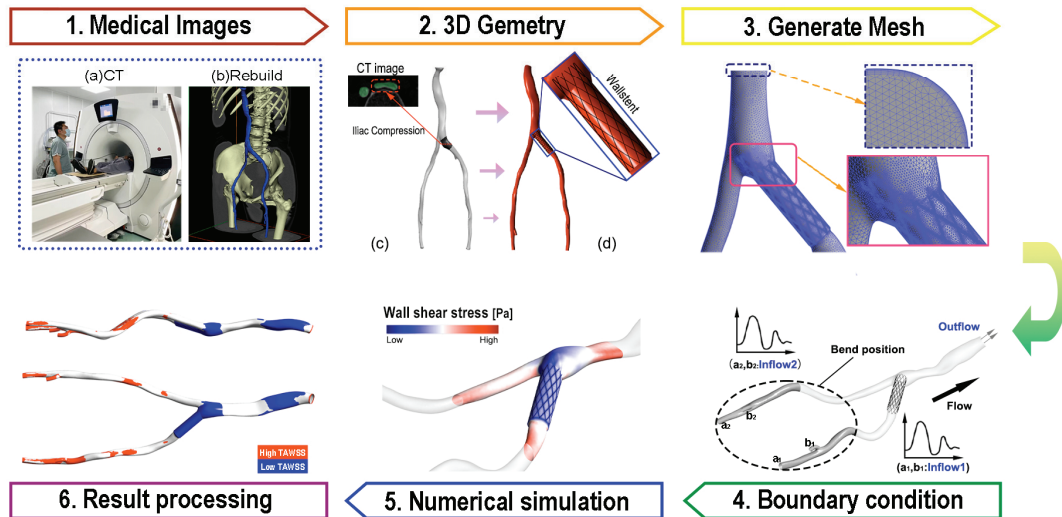 1. Medical Images
2. 3D Gemetry
3. Generate Mesh
(a)CT
(b)Rebuild
CT image
Iliac Compression
Wallstent
(c)
(d)
Wall shear stress [Pa]
Low
High
High TAWSS
Low TAWSS
Outflow
(a₂,b₂:Inflow2)
Bend position
Flow
b₂
a₂
b₁
a₁
(a₁,b₁:Inflow1)
6. Result processing
5. Numerical simulation
4. Boundary condition